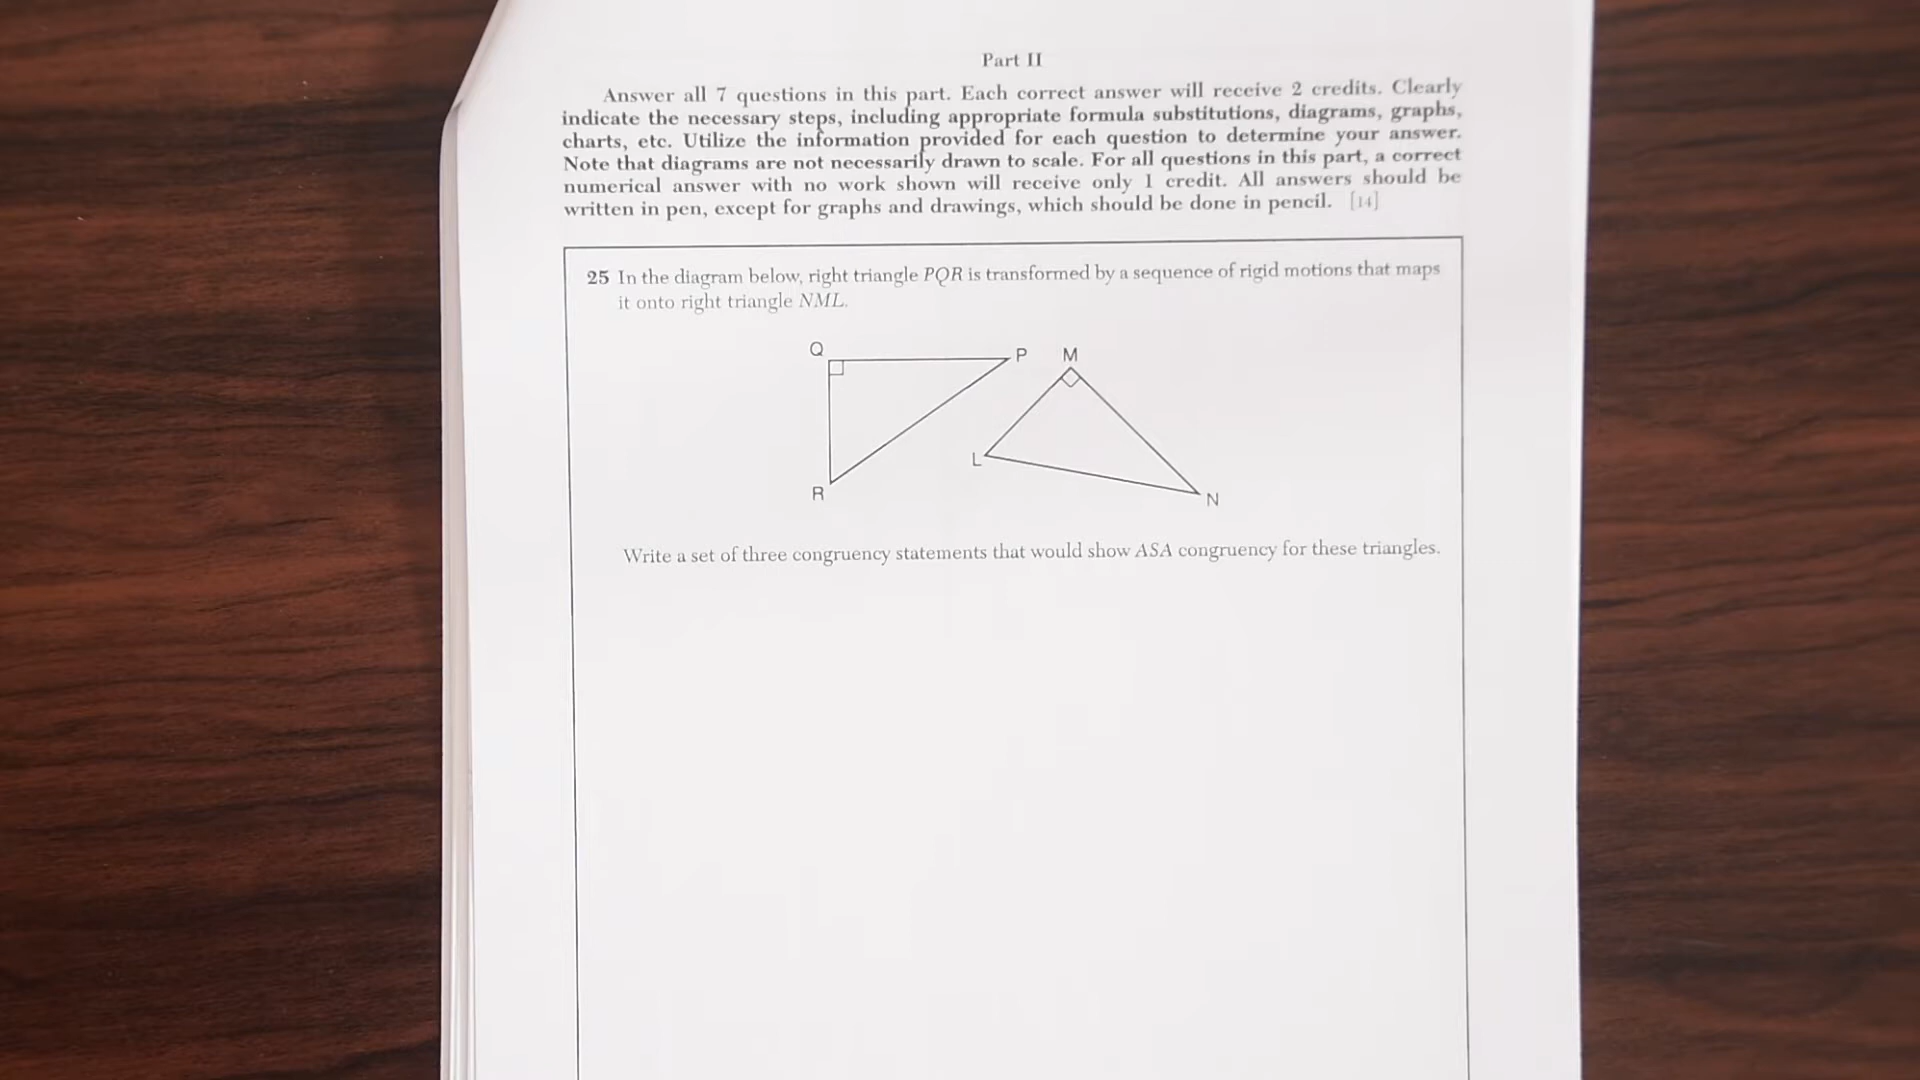 Part II
Answer all 7 questions in this part. Each correct answer will receive 2 credits. Clearly
indicate the necessary steps, including appropriate formula substitutions, diagrams, graphs,
charts, etc. Utilize the information provided for each question to determine your answer.
Note that diagrams are not necessarily drawn to scale. For all questions in this part, a correct
numerical answer with no work shown will receive only 1 credit. All answers should be
written in pen, except for graphs and drawings, which should be done in pencil. [14]
25 In the diagram below, right triangle PQR is transformed by a sequence of rigid motions that maps
it onto right triangle NML.
Q
P
M
L
R
N
Write a set of three congruency statements that would show ASA congruency for these triangles.